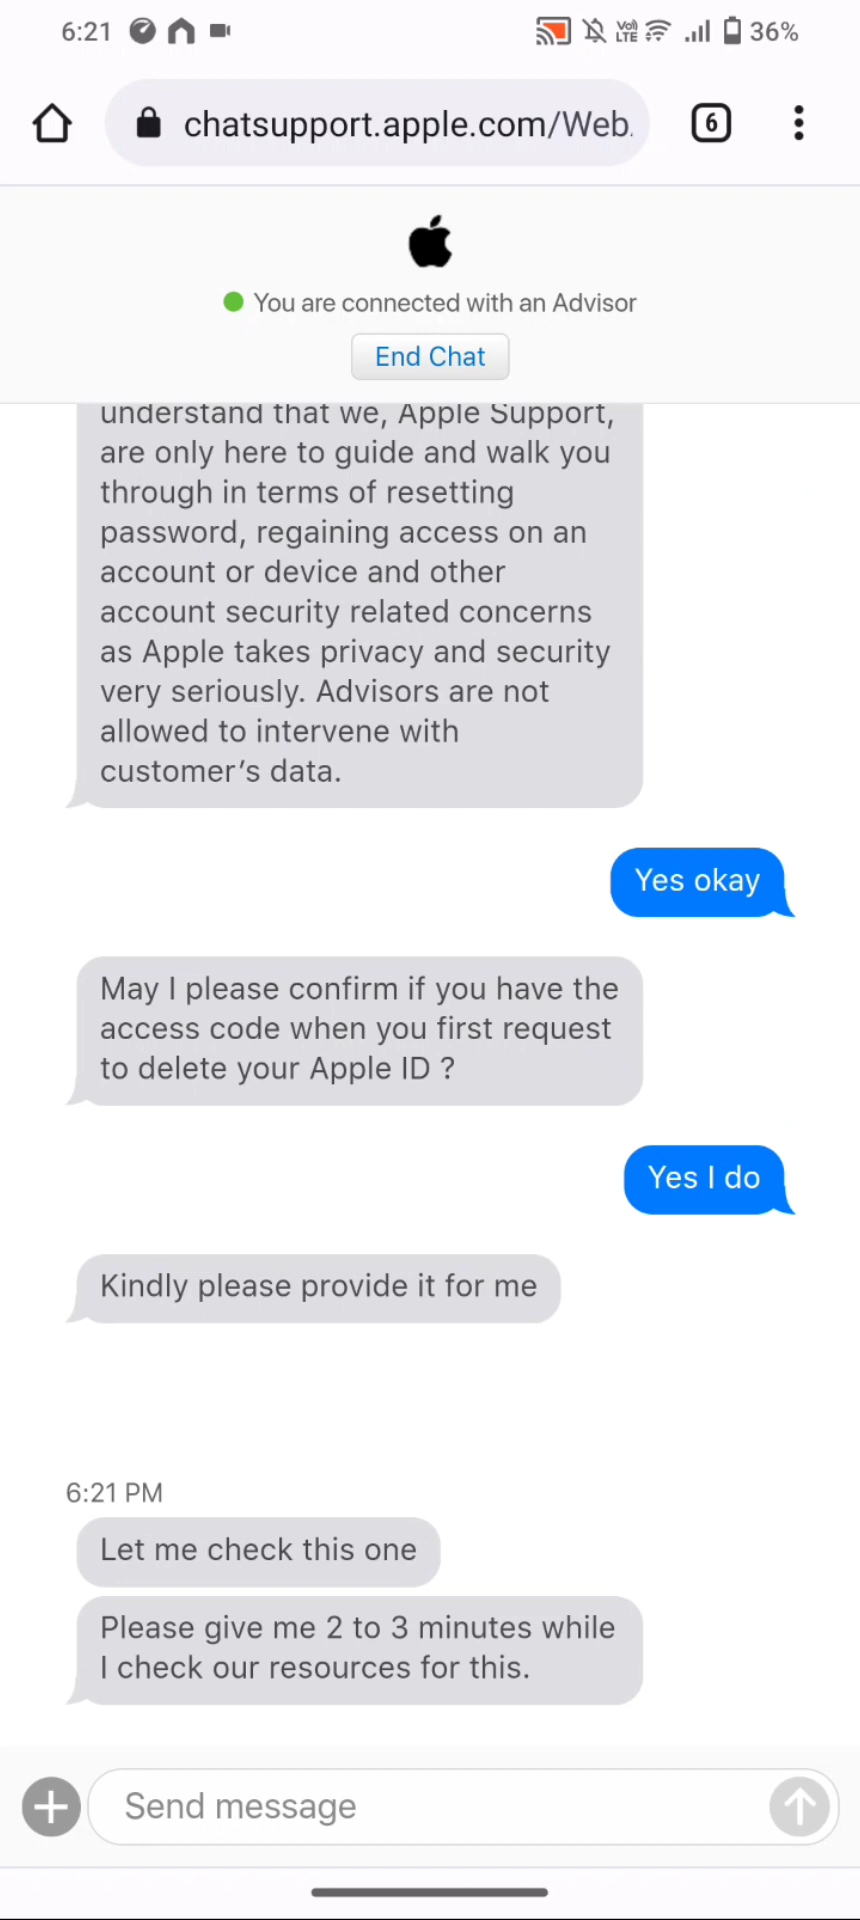 6:21
Vo)
LTE
36%
chatsupport.apple.com/Web.
6
You are connected with an Advisor
End Chat
understand that we, Apple Support,
are only here to guide and walk you
through in terms of resetting
password, regaining access on an
account or device and other
account security related concerns
as Apple takes privacy and security
very seriously. Advisors are not
allowed to intervene with
customer’s data.
Yes okay
May I please confirm if you have the
access code when you first request
to delete your Apple ID ?
Yes I do
Kindly please provide it for me
6:21 PM
Let me check this one
Please give me 2 to 3 minutes while
I check our resources for this.
Send message